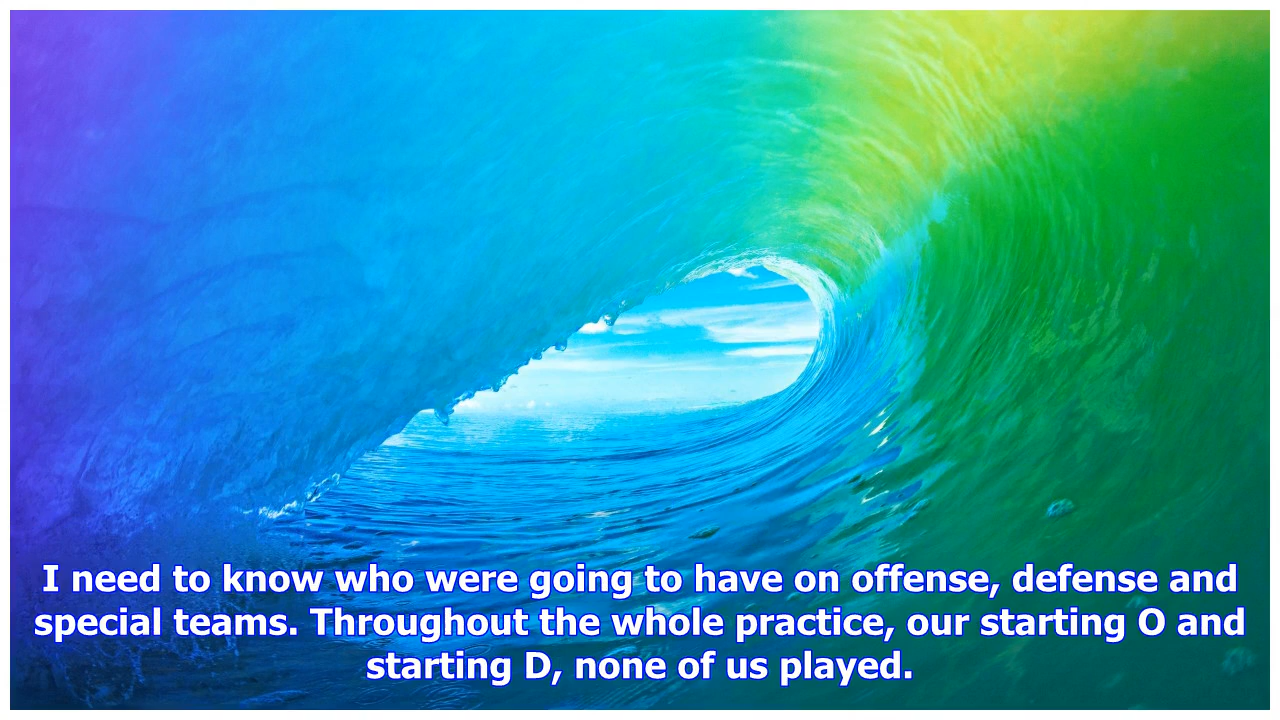 I need to know who were going to have on offense, defense and
special teams. Throughout the whole practice, our starting O and
starting D, none of us played.